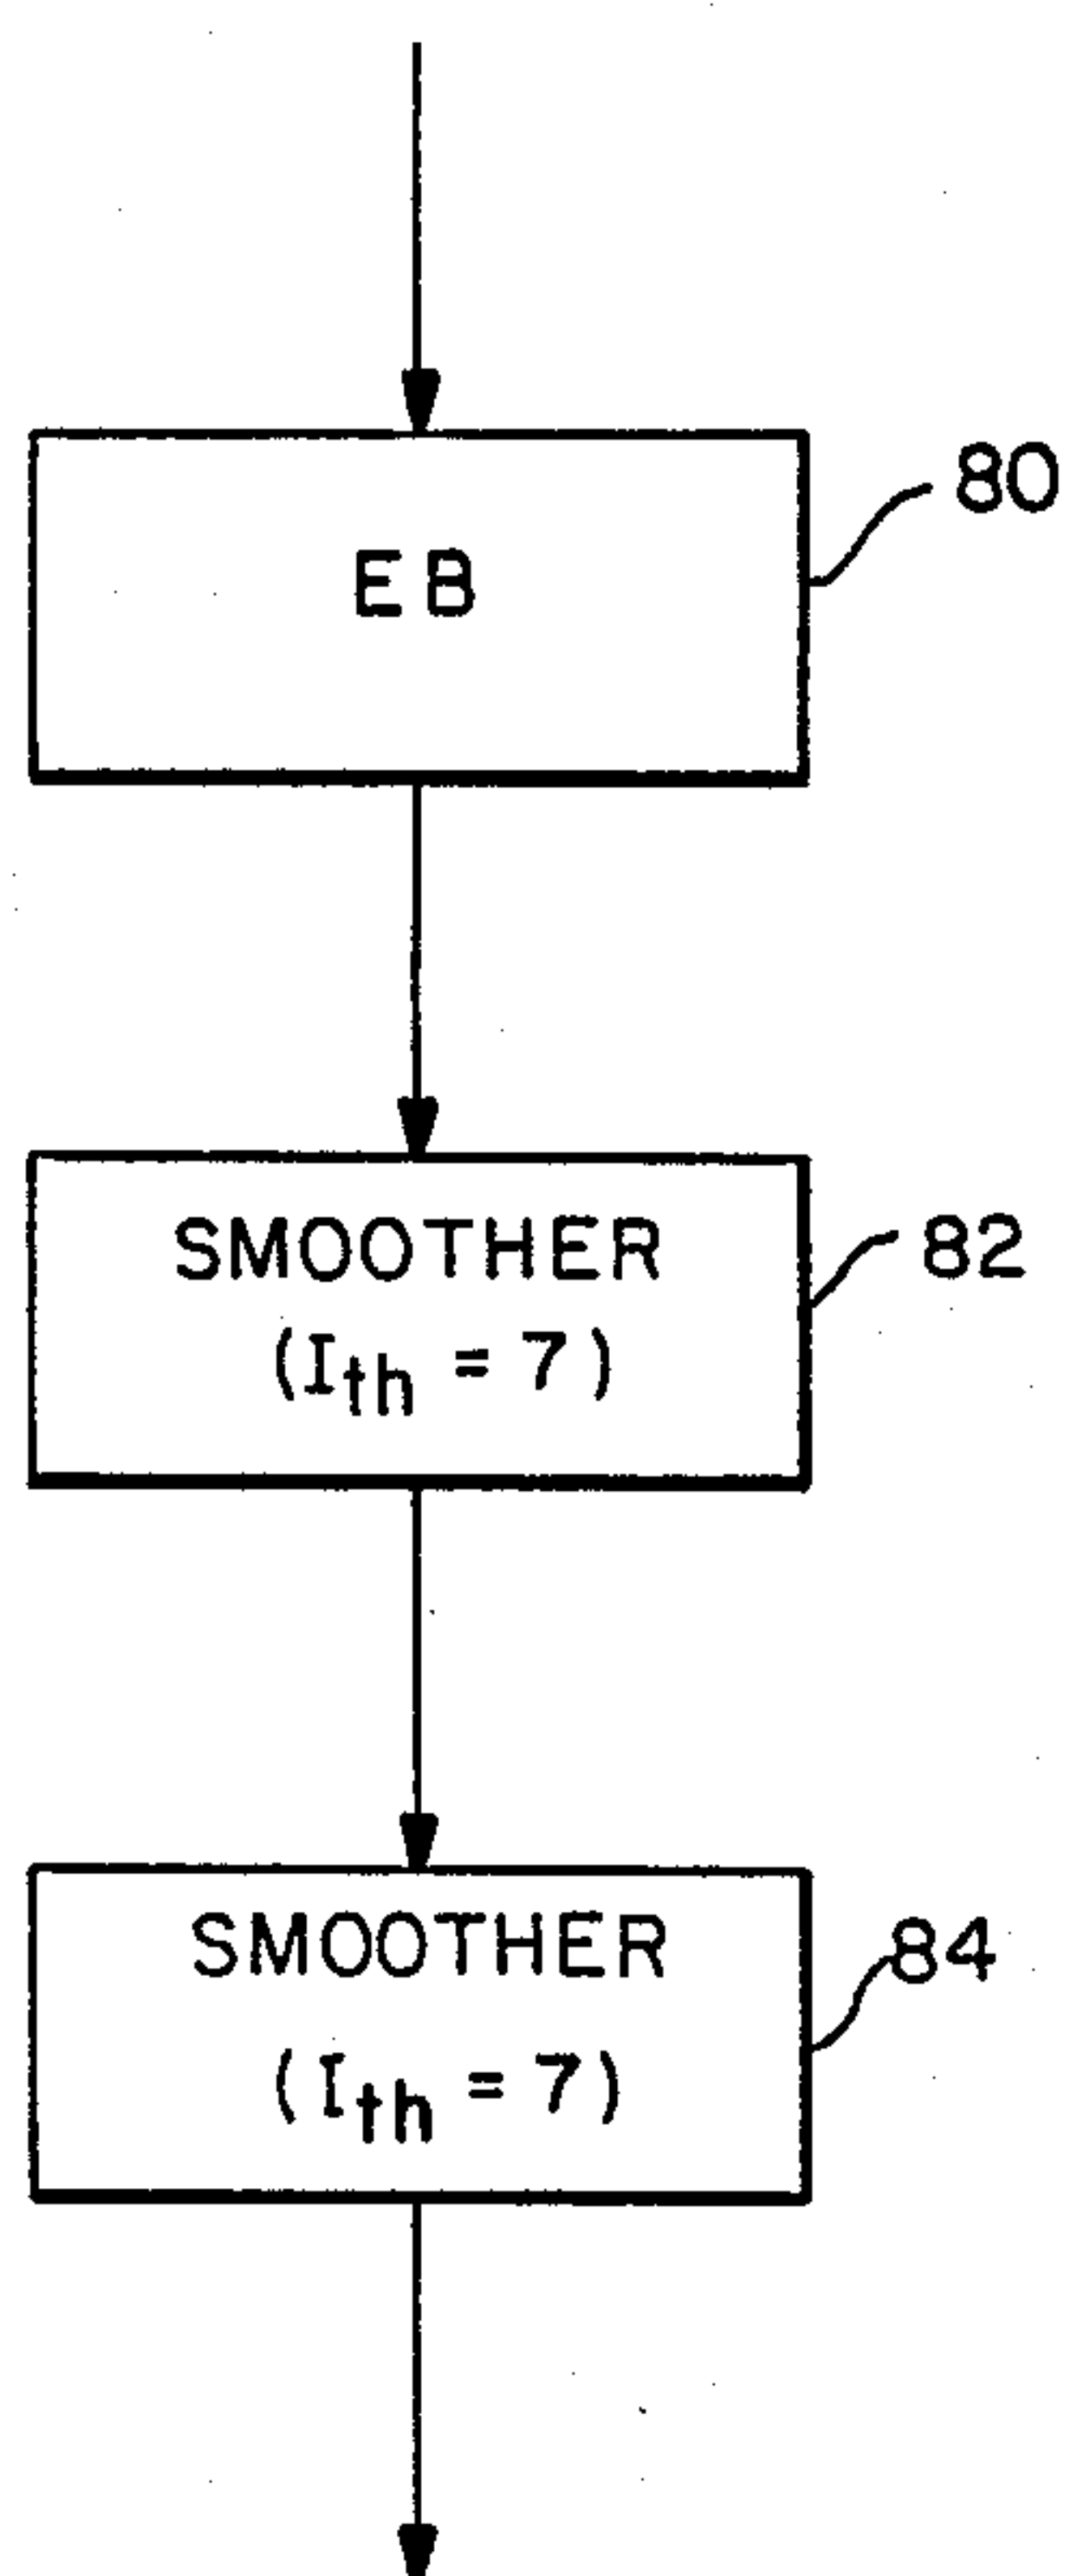 EB
80
SMOOTHER
(Ith = 7)
82
SMOOTHER
(Ith = 7)
84